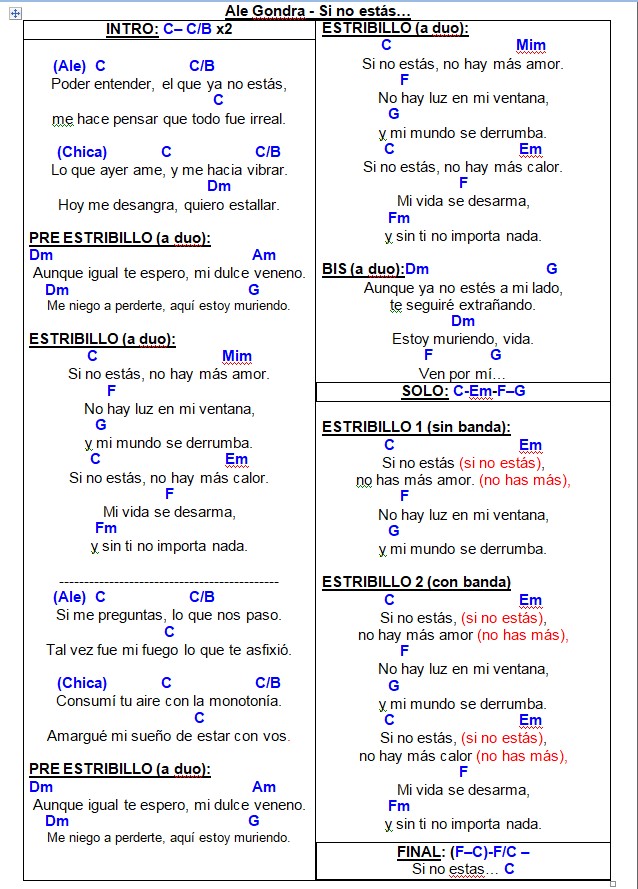 Ale Gondra - Si no estás...
INTRO: C– C/B x2
(Ale) C C/B
Poder entender, el que ya no estás,
C
me hace pensar que todo fue irreal.
(Chica) C C/B
Lo que ayer ame, y me hacia vibrar.
Dm
Hoy me desangra, quiero estallar.
PRE ESTRIBILLO (a duo):
Dm Am
Aunque igual te espero, mi dulce veneno.
Dm G
Me niego a perderte, aquí estoy muriendo.
ESTRIBILLO (a duo):
C Mim
Si no estás, no hay más amor.
F
No hay luz en mi ventana,
G
y mi mundo se derrumba.
C Em
Si no estás, no hay más calor.
F
Mi vida se desarma,
Fm
y sin ti no importa nada.
--------------------------------------------
(Ale) C C/B
Si me preguntas, lo que nos paso.
C
Tal vez fue mi fuego lo que te asfixió.
(Chica) C C/B
Consumí tu aire con la monotonía.
C
Amargué mi sueño de estar con vos.
PRE ESTRIBILLO (a duo):
Dm Am
Aunque igual te espero, mi dulce veneno.
Dm G
Me niego a perderte, aquí estoy muriendo.
ESTRIBILLO (a duo):
C Mim
Si no estás, no hay más amor.
F
No hay luz en mi ventana,
G
y mi mundo se derrumba.
C Em
Si no estás, no hay más calor.
F
Mi vida se desarma,
Fm
y sin ti no importa nada.
BIS (a duo):Dm G
Aunque ya no estés a mi lado,
te seguiré extrañando.
Dm
Estoy muriendo, vida.
F G
Ven por mí...
SOLO: C-Em-F–G
ESTRIBILLO 1 (sin banda):
C Em
Si no estás (si no estás),
no has más amor. (no has más),
F
No hay luz en mi ventana,
G
y mi mundo se derrumba.
ESTRIBILLO 2 (con banda)
C Em
Si no estás, (si no estás),
no hay más amor (no has más),
F
No hay luz en mi ventana,
G
y mi mundo se derrumba.
C Em
Si no estás, (si no estás),
no hay más calor (no has más),
F
Mi vida se desarma,
Fm
y sin ti no importa nada.
FINAL: (F–C)-F/C –
Si no estas... C